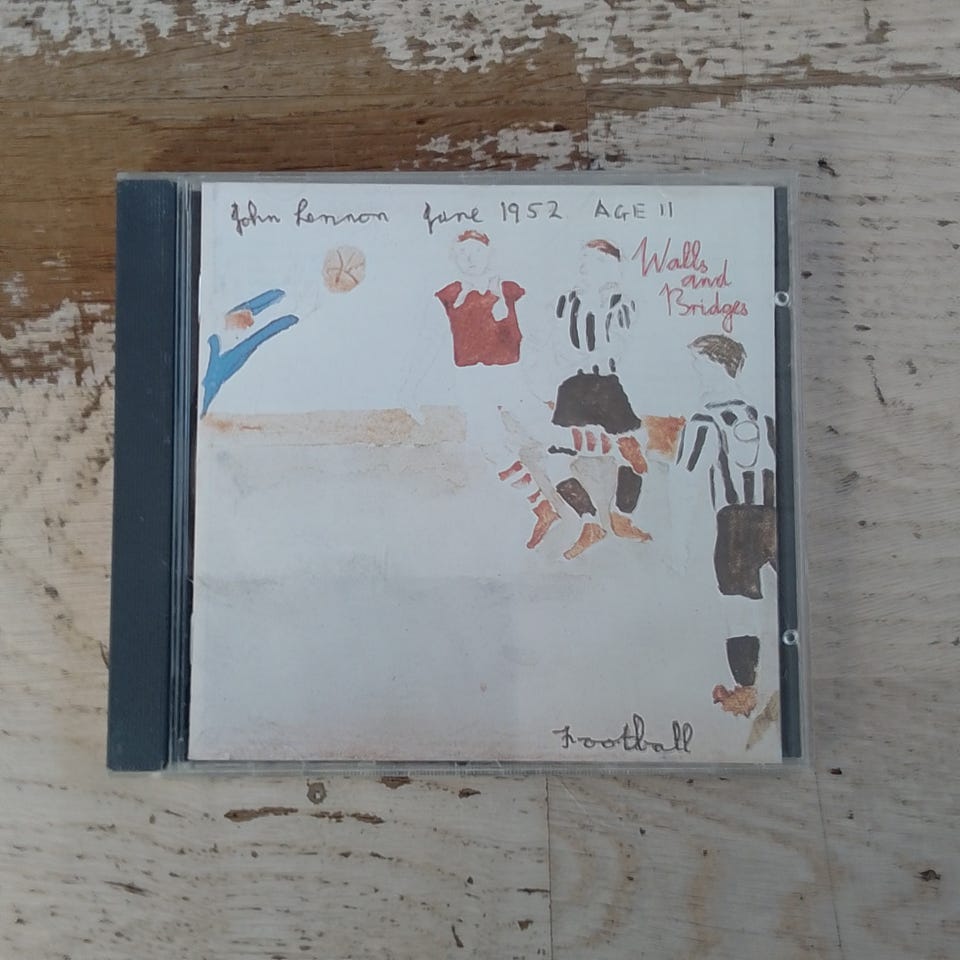 John Lennon June 1952 AGE 11
Walls
and
Bridges
Football